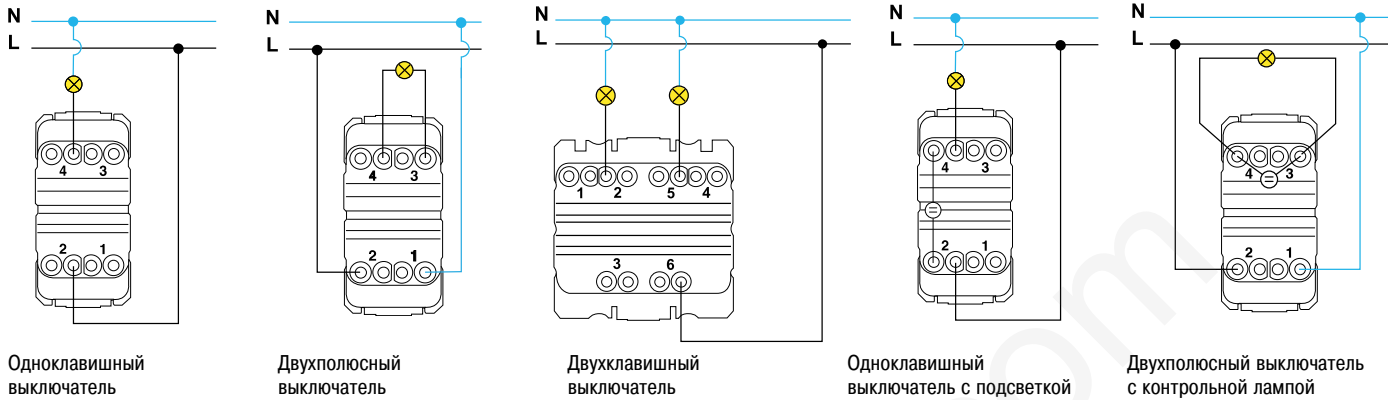 N
L
4 3
2 1
Одноклавишный
выключатель
N
L
4 3
2 1
Двухполюсный
выключатель
N
L
1 2 5 4
3 6
Двухклавишный
выключатель
N
L
4 3
2 1
Одноклавишный
выключатель с подсветкой
N
L
4 3
2 1
Двухполюсный выключатель
с контрольной лампой
om